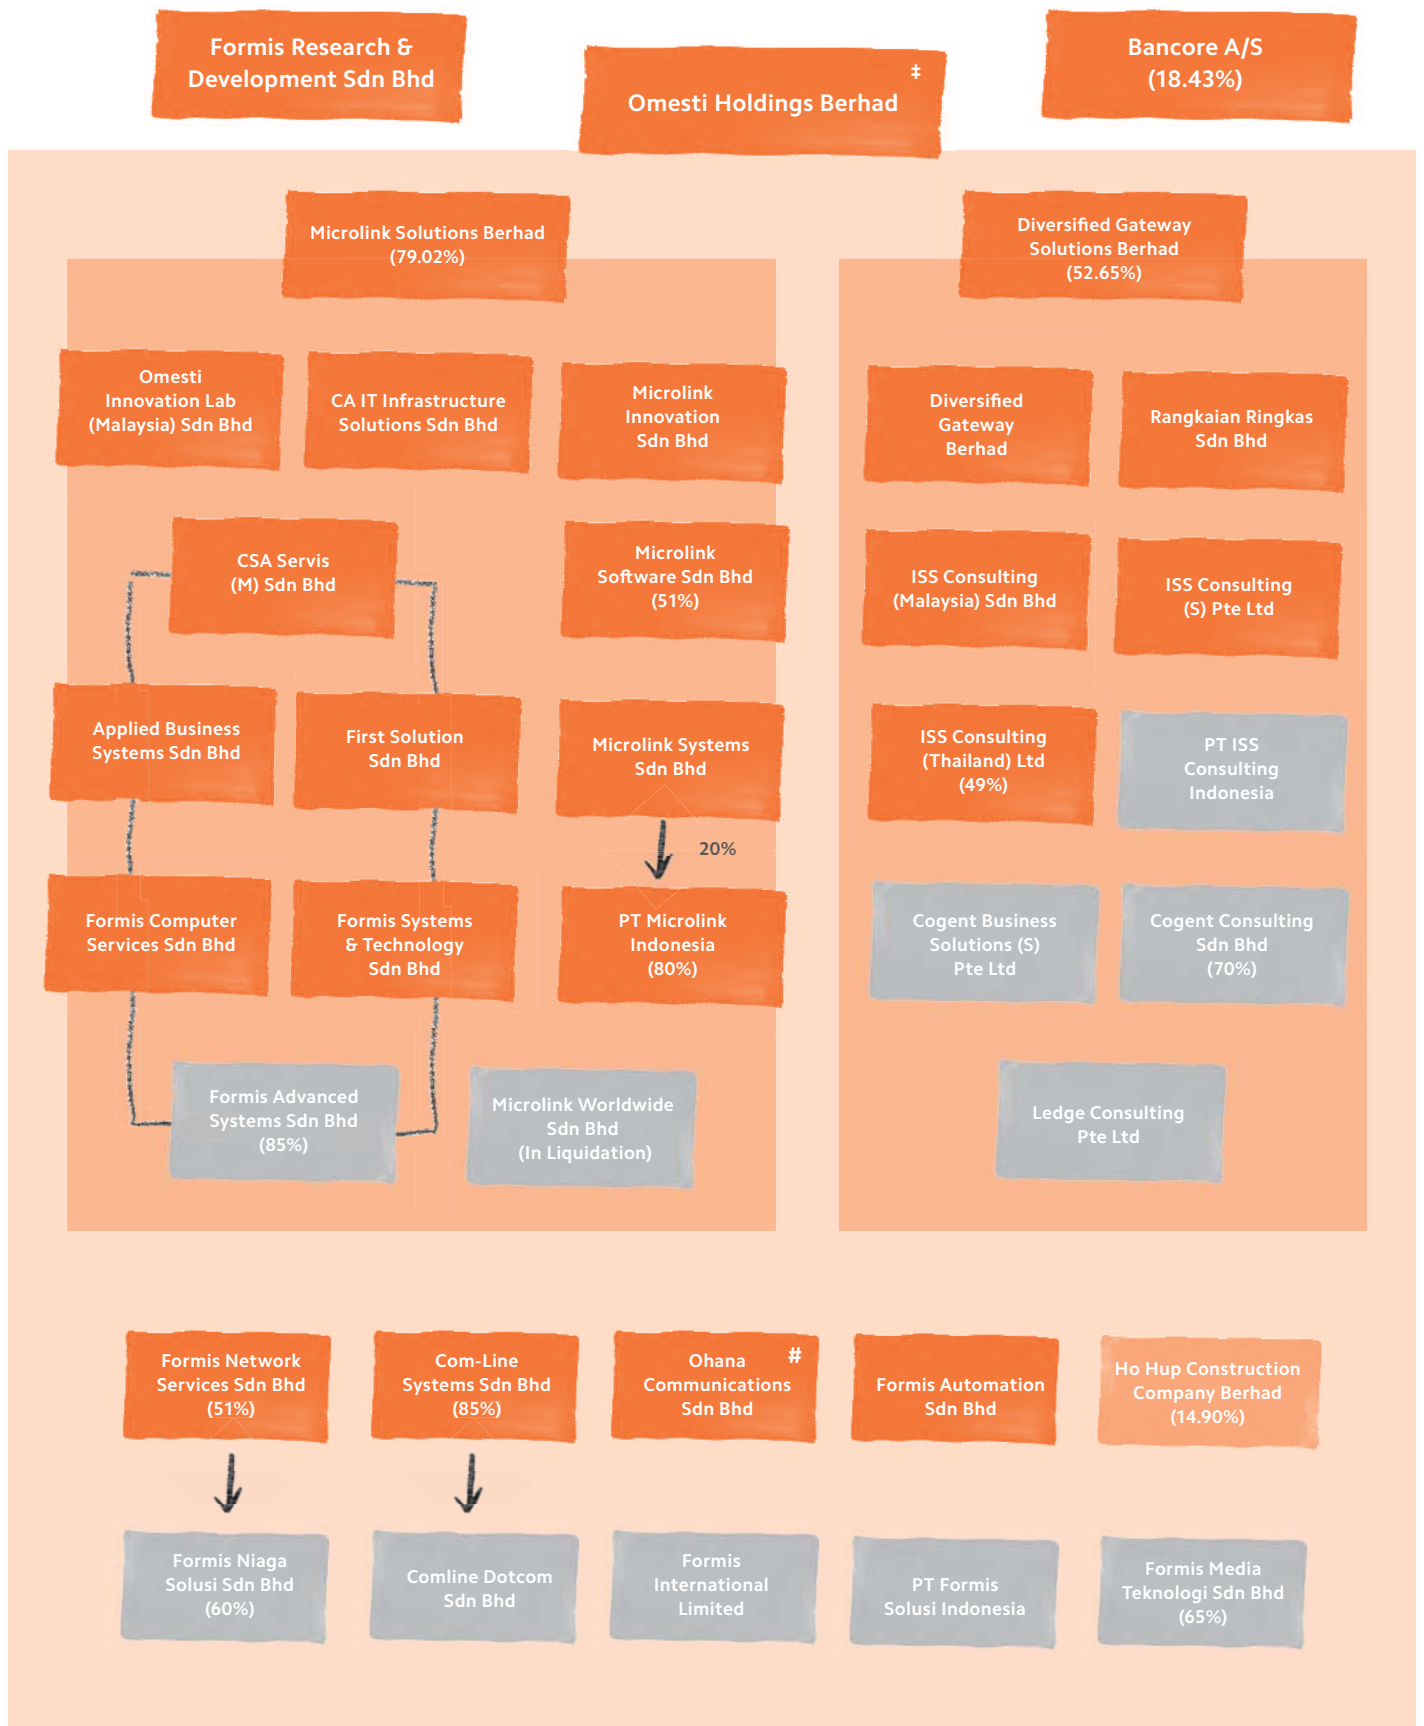 Formis Research &
Development Sdn Bhd
‡
Omesti Holdings Berhad
Bancore A/S
(18.43%)
Microlink Solutions Berhad
(79.02%)
Diversified Gateway
Solutions Berhad
(52.65%)
Omesti
Innovation Lab
(Malaysia) Sdn Bhd
CA IT Infrastructure
Solutions Sdn Bhd
Microlink
Innovation
Sdn Bhd
Diversified
Gateway
Berhad
Rangkaian Ringkas
Sdn Bhd
CSA Servis
(M) Sdn Bhd
Microlink
Software Sdn Bhd
(51%)
ISS Consulting
(Malaysia) Sdn Bhd
ISS Consulting
(S) Pte Ltd
Applied Business
Systems Sdn Bhd
First Solution
Sdn Bhd
Microlink Systems
Sdn Bhd
ISS Consulting
(Thailand) Ltd
(49%)
PT ISS
Consulting
Indonesia
20%
Formis Computer
Services Sdn Bhd
Formis Systems
& Technology
Sdn Bhd
PT Microlink
Indonesia
(80%)
Cogent Business
Solutions (S)
Pte Ltd
Cogent Consulting
Sdn Bhd
(70%)
Formis Advanced
Systems Sdn Bhd
(85%)
Microlink Worldwide
Sdn Bhd
(In Liquidation)
Ledge Consulting
Pte Ltd
Formis Network
Services Sdn Bhd
(51%)
Com-Line
Systems Sdn Bhd
(85%)
Ohana #
Communications
Sdn Bhd
Formis Automation
Sdn Bhd
Ho Hup Construction
Company Berhad
(14.90%)
Formis Niaga
Solusi Sdn Bhd
(60%)
Comline Dotcom
Sdn Bhd
Formis
International
Limited
PT Formis
Solusi Indonesia
Formis Media
Teknologi Sdn Bhd
(65%)